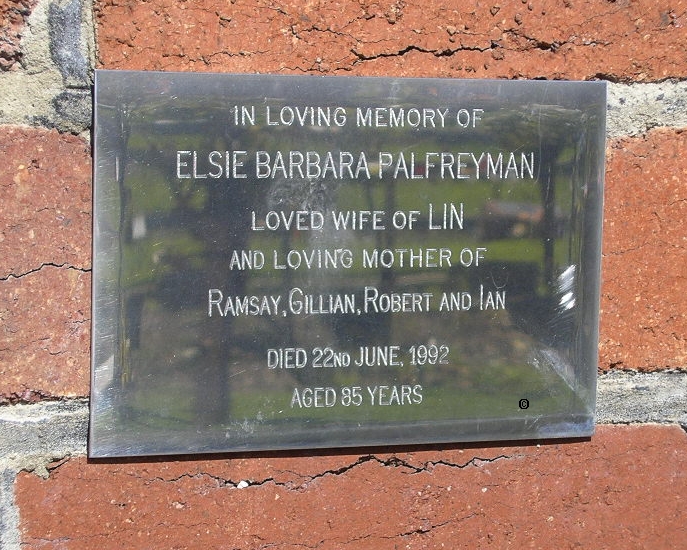 IN LOVING MEMORY OF
ELSIE BARBARA PALFREYMAN
LOVED WIFE OF LIN
AND LOVING MOTHER OF
RAMSAY, GILLIAN, ROBERT AND IAN
DIED 22ND JUNE, 1992
AGED 85 YEARS
©